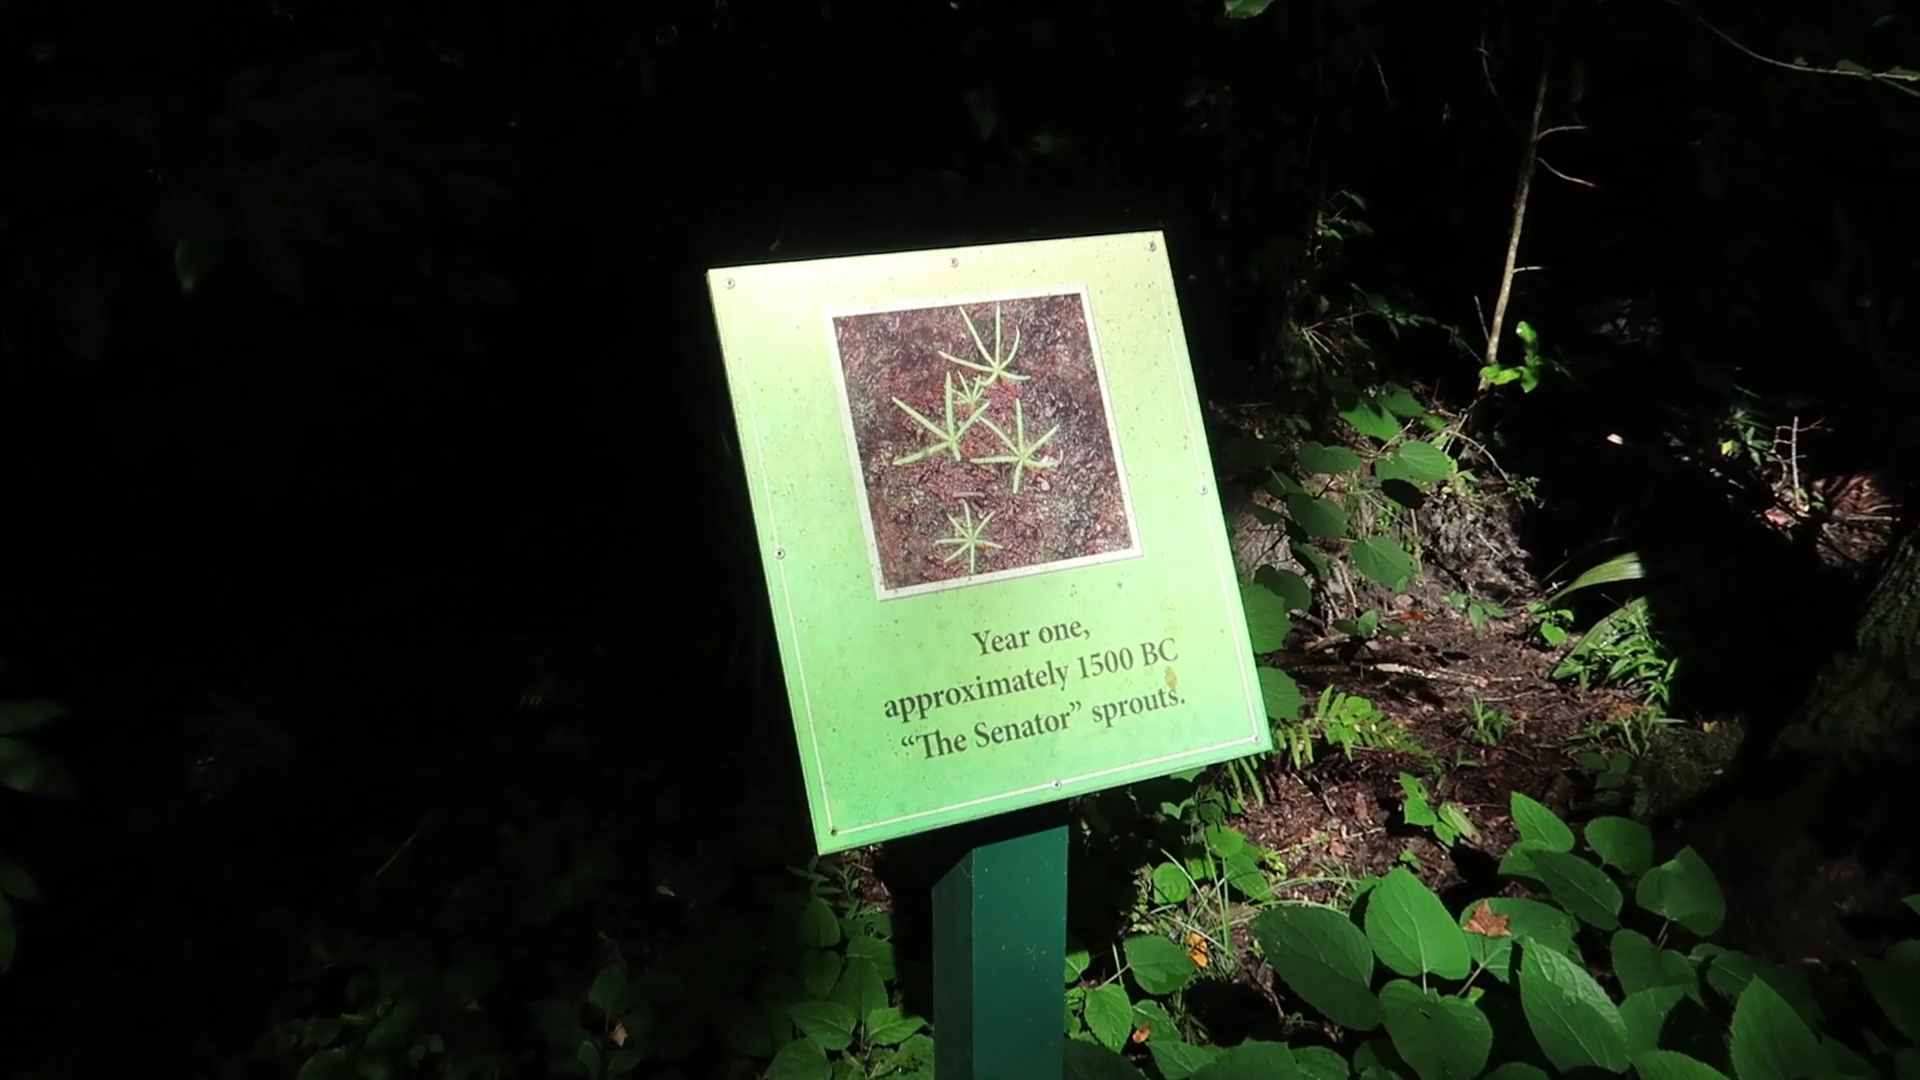 Year one,
approximately 1500 BC
“The Senator” sprouts.